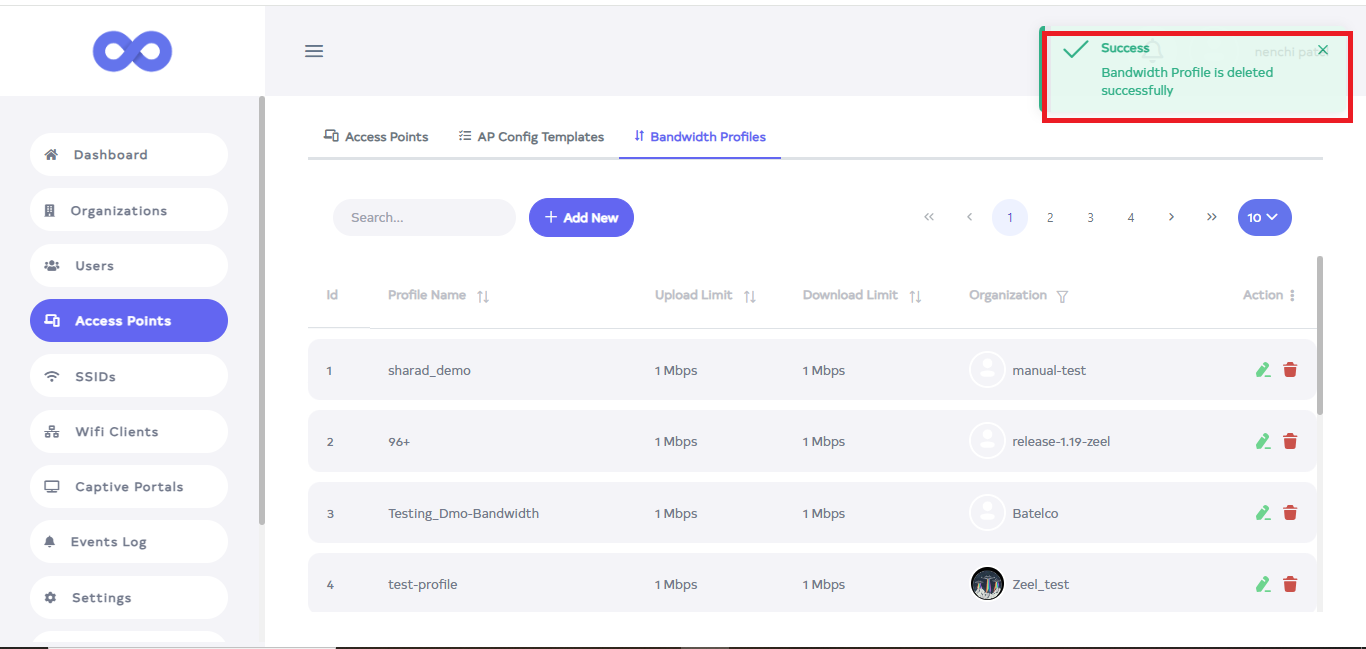 Success
nenchi pat
Bandwidth Profile is deleted
successfully
Dashboard
Organizations
Users
Access Points
SSIDs
Wifi Clients
Captive Portals
Events Log
Settings
Access Points AP Config Templates Bandwidth Profiles
Search... + Add New << < 1 2 3 4 > >> 10
Id Profile Name Upload Limit Download Limit Organization Action
1 sharad_demo 1 Mbps 1 Mbps manual-test
2 96+ 1 Mbps 1 Mbps release-1.19-zeel
3 Testing_Dmo-Bandwidth 1 Mbps 1 Mbps Batelco
4 test-profile 1 Mbps 1 Mbps Zeel_test